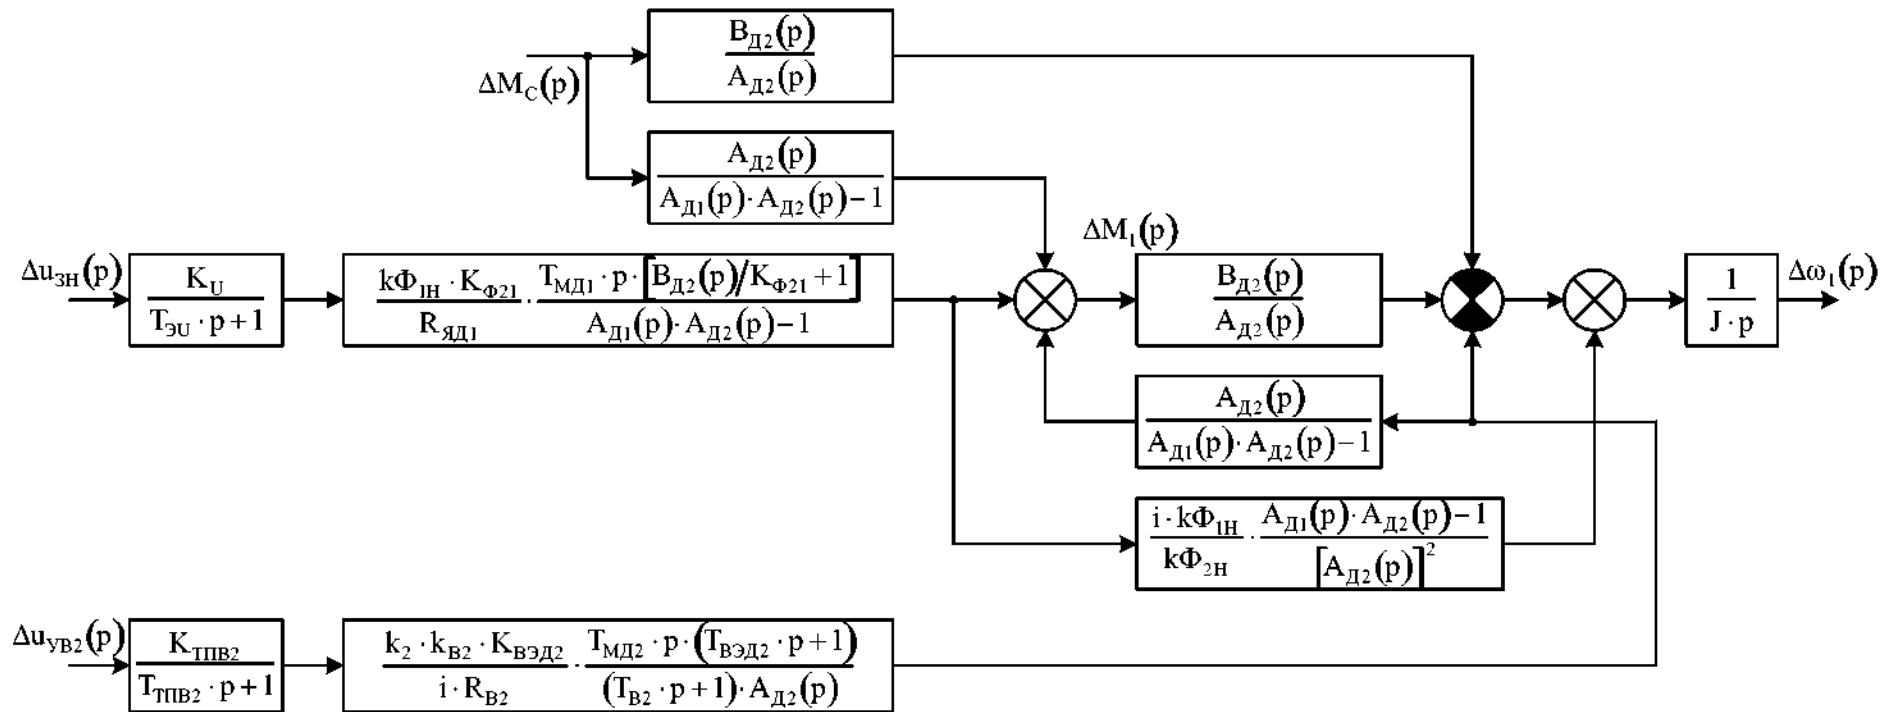 B_Д2(p)
A_Д2(p)
ΔM_C(p)
A_Д2(p)
A_Д1(p)·A_Д2(p)−1
ΔM_1(p)
Δu_ЗН(p)
K_U
T_ЭU·p+1
kΦ_1Н·K_Φ21 · T_МД1·p·[B_Д2(p)/K_Φ21+1]
R_ЯД1 A_Д1(p)·A_Д2(p)−1
B_Д2(p)
A_Д2(p)
1
J·p
Δω_1(p)
A_Д2(p)
A_Д1(p)·A_Д2(p)−1
i·kΦ_1Н · A_Д1(p)·A_Д2(p)−1
kΦ_2Н [A_Д2(p)]^2
Δu_УВ2(p)
K_ТПВ2
T_ТПВ2·p+1
k_2·k_В2·K_ВЭД2 · T_МД2·p·(T_ВЭД2·p+1)
i·R_В2 (T_В2·p+1)·A_Д2(p)